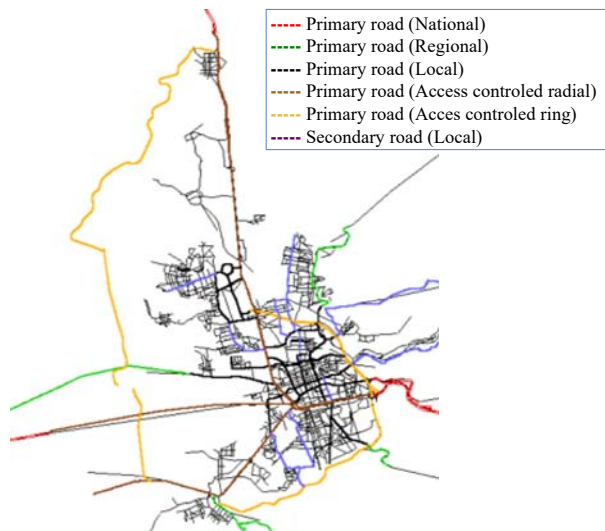 Primary road (National)
Primary road (Regional)
Primary road (Local)
Primary road (Access controled radial)
Primary road (Acces controled ring)
Secondary road (Local)